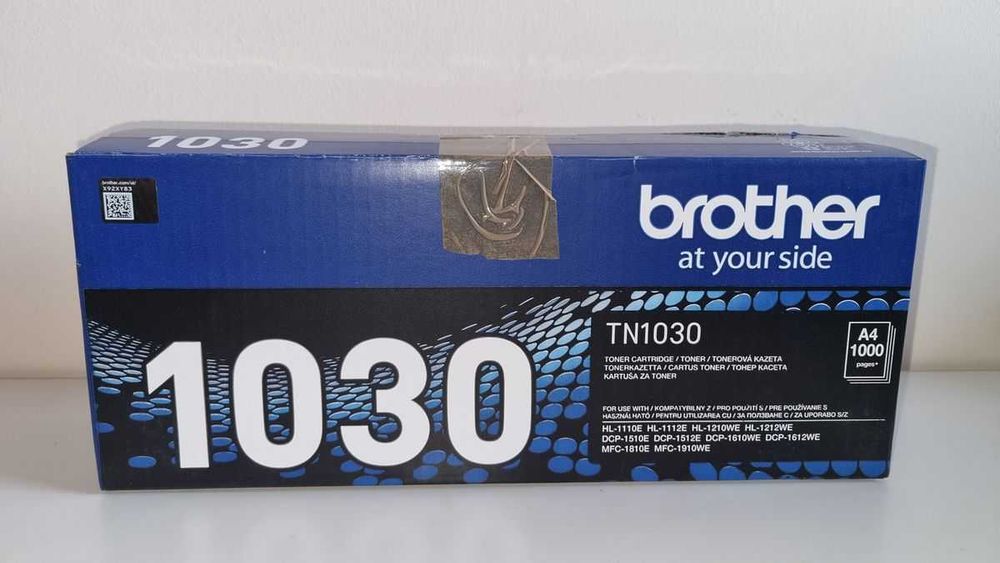 1030
brother.com/id/
X92XYB3
brother
at your side
1030
TN1030
TONER CARTRIDGE / TONER / TONEROVÁ KAZETA
TONERKAZETTA / CARTUS TONER / ТОНЕР КАСЕТА
KARTUŠA ZA TONER
A4
1000
pages*
FOR USE WITH / KOMPATYBILNY Z / PRO POUŽITÍ S / PRE POUŽÍVANIE S
HASZNÁLHATÓ / PENTRU UTILIZAREA CU / ЗА ПОЛЗВАНЕ С / ZA UPORABO S/Z
HL-1110E HL-1112E HL-1210WE HL-1212WE
DCP-1510E DCP-1512E DCP-1610WE DCP-1612WE
MFC-1810E MFC-1910WE